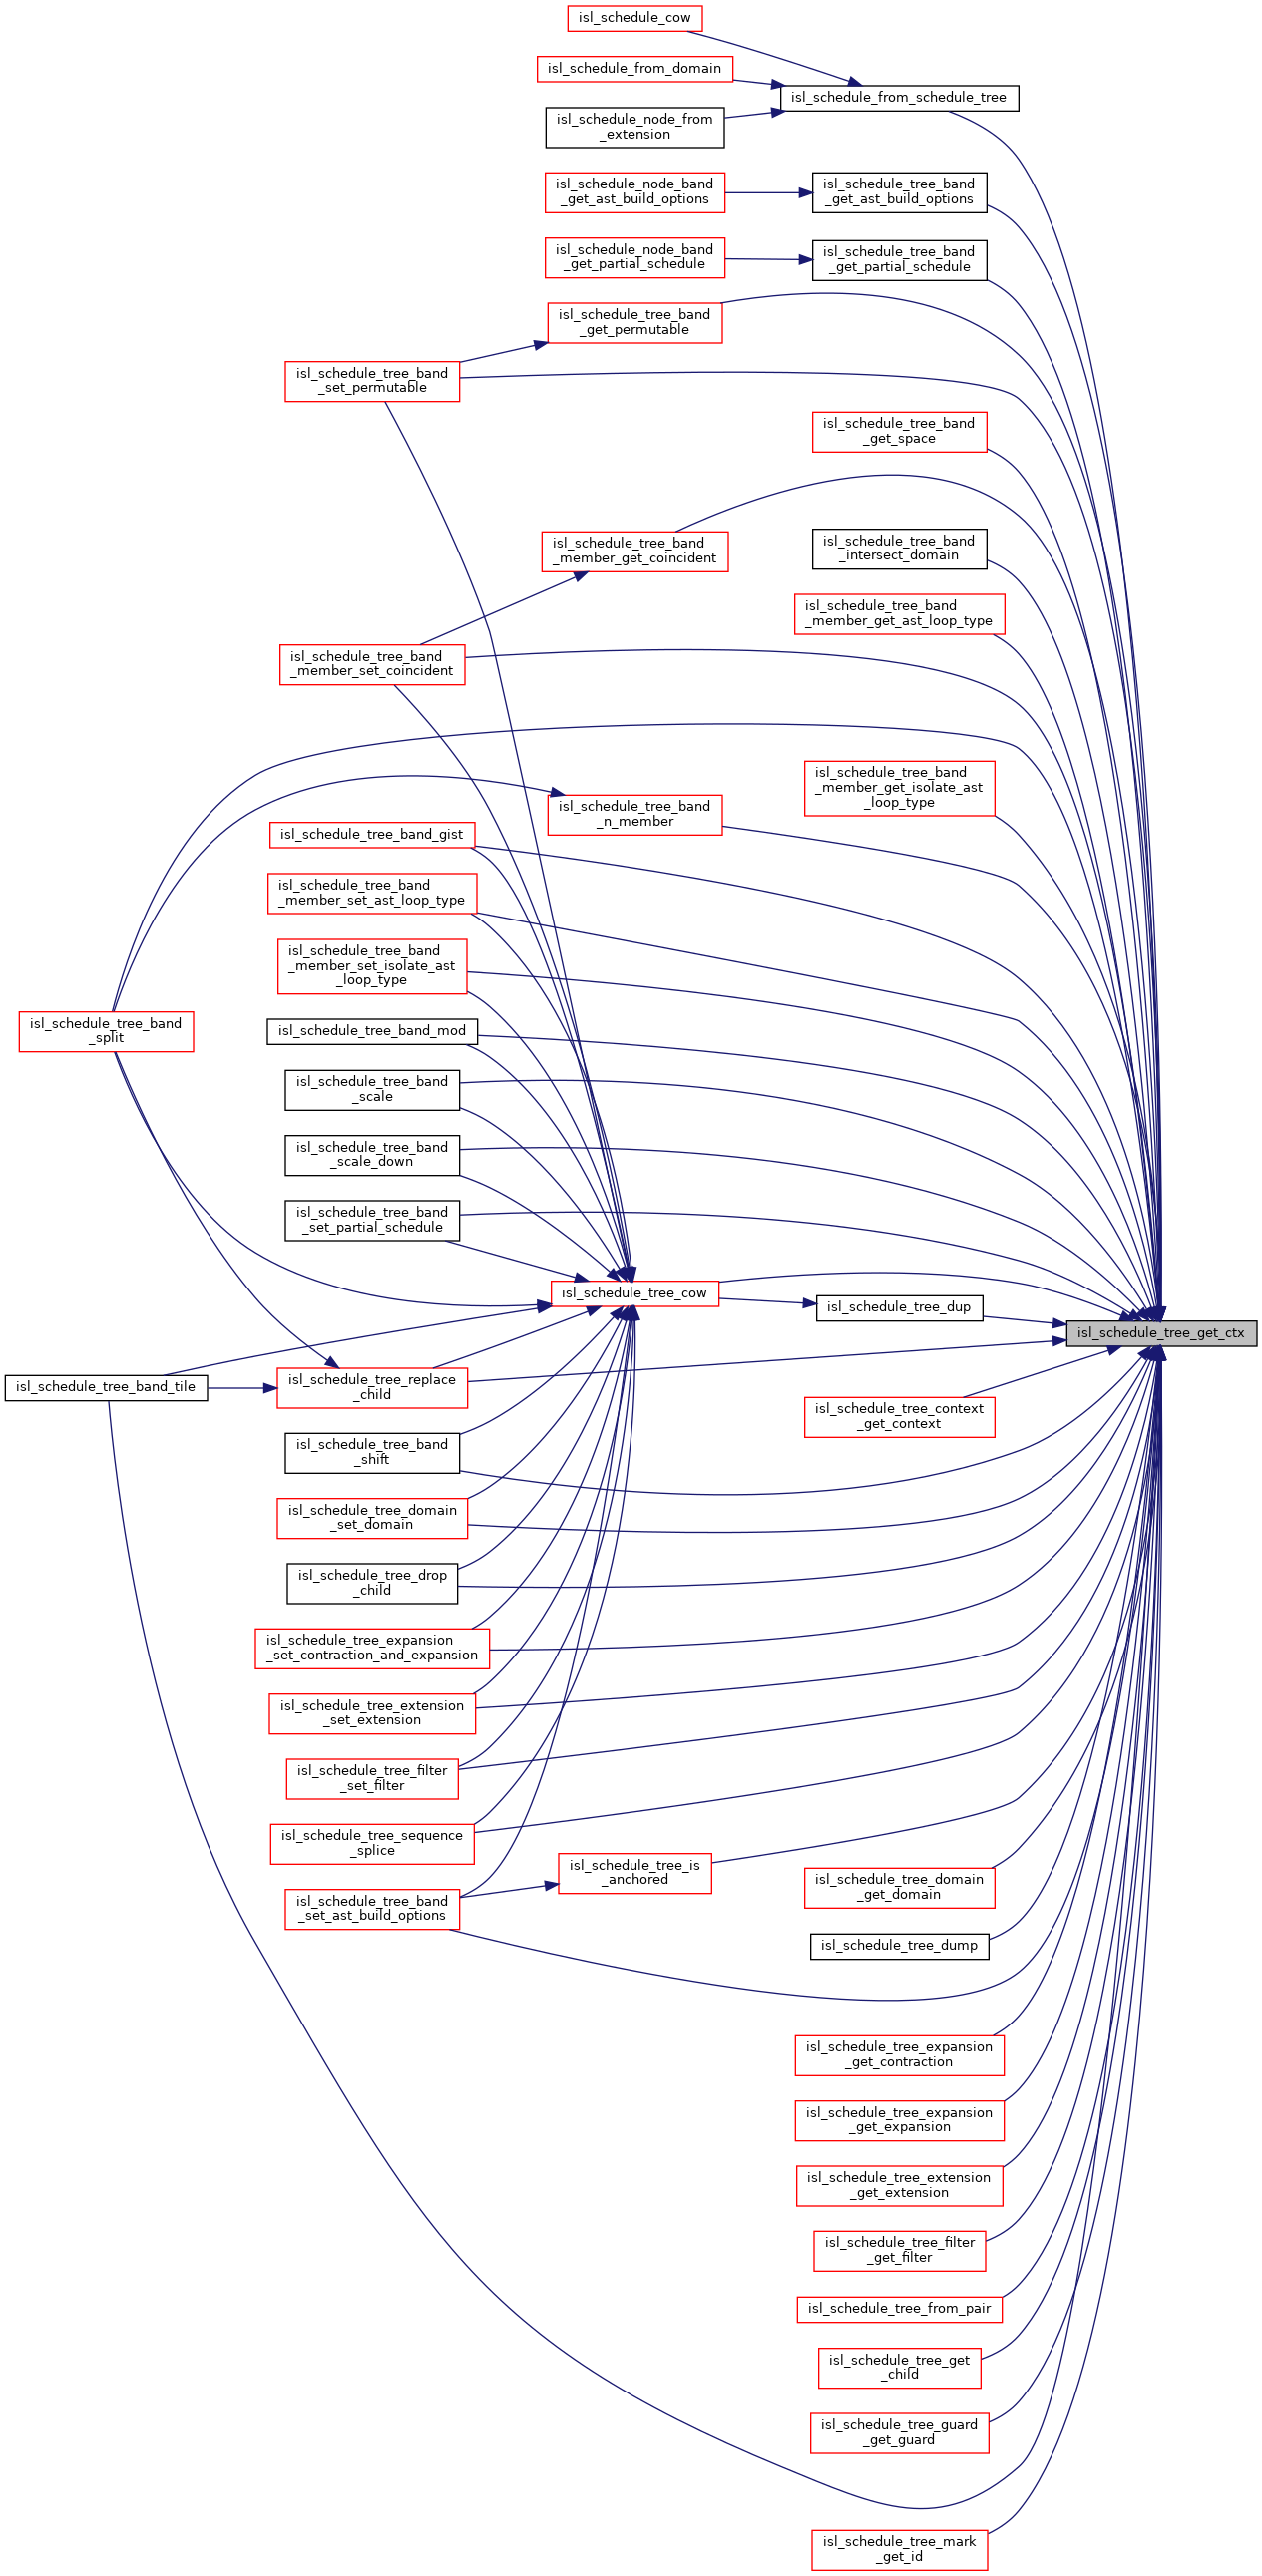 isl_schedule_cow
isl_schedule_from_domain
isl_schedule_from_schedule_tree
isl_schedule_node_from
_extension
isl_schedule_node_band
_get_ast_build_options
isl_schedule_tree_band
_get_ast_build_options
isl_schedule_node_band
_get_partial_schedule
isl_schedule_tree_band
_get_partial_schedule
isl_schedule_tree_band
_get_permutable
isl_schedule_tree_band
_set_permutable
isl_schedule_tree_band
_get_space
isl_schedule_tree_band
_member_get_coincident
isl_schedule_tree_band
_intersect_domain
isl_schedule_tree_band
_member_get_ast_loop_type
isl_schedule_tree_band
_member_set_coincident
isl_schedule_tree_band
_member_get_isolate_ast
_loop_type
isl_schedule_tree_band
_n_member
isl_schedule_tree_band_gist
isl_schedule_tree_band
_member_set_ast_loop_type
isl_schedule_tree_band
_member_set_isolate_ast
_loop_type
isl_schedule_tree_band
_split
isl_schedule_tree_band_mod
isl_schedule_tree_band
_scale
isl_schedule_tree_band
_scale_down
isl_schedule_tree_band
_set_partial_schedule
isl_schedule_tree_cow
isl_schedule_tree_dup
isl_schedule_tree_get_ctx
isl_schedule_tree_band_tile
isl_schedule_tree_replace
_child
isl_schedule_tree_context
_get_context
isl_schedule_tree_band
_shift
isl_schedule_tree_domain
_set_domain
isl_schedule_tree_drop
_child
isl_schedule_tree_expansion
_set_contraction_and_expansion
isl_schedule_tree_extension
_set_extension
isl_schedule_tree_filter
_set_filter
isl_schedule_tree_sequence
_splice
isl_schedule_tree_is
_anchored
isl_schedule_tree_domain
_get_domain
isl_schedule_tree_band
_set_ast_build_options
isl_schedule_tree_dump
isl_schedule_tree_expansion
_get_contraction
isl_schedule_tree_expansion
_get_expansion
isl_schedule_tree_extension
_get_extension
isl_schedule_tree_filter
_get_filter
isl_schedule_tree_from_pair
isl_schedule_tree_get
_child
isl_schedule_tree_guard
_get_guard
isl_schedule_tree_mark
_get_id